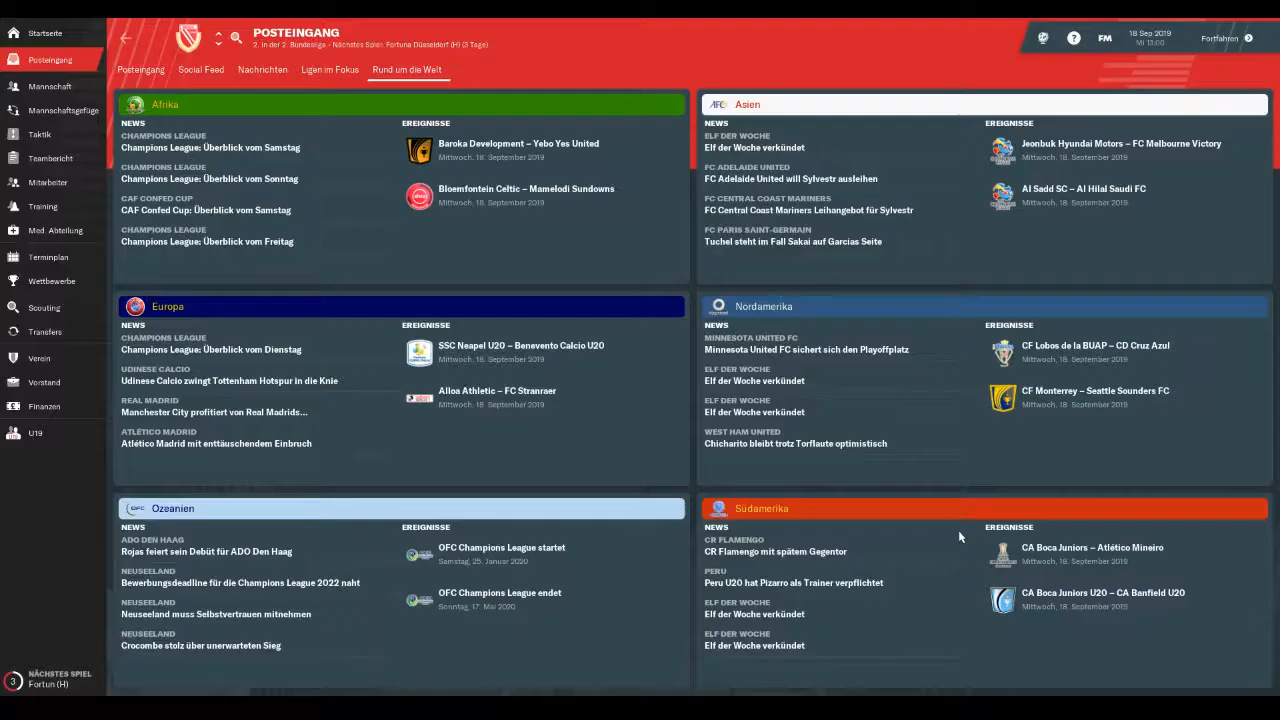 Startseite
Posteingang
Mannschaft
Mannschaftsgefüge
Taktik
Teambericht
Mitarbeiter
Training
Med. Abteilung
Terminplan
Wettbewerbe
Scouting
Transfers
Verein
Vorstand
Finanzen
U19
NÄCHSTES SPIEL
3
Fortun (H)
POSTEINGANG
2. in der 2. Bundesliga - Nächstes Spiel: Fortuna Düsseldorf (H) (3 Tage)
?
FM
18 Sep 2019
Mi 13:00
Fortfahren
Posteingang Social Feed Nachrichten Ligen im Fokus Rund um die Welt
Afrika
NEWS
CHAMPIONS LEAGUE
Champions League: Überblick vom Samstag
CHAMPIONS LEAGUE
Champions League: Überblick vom Sonntag
CAF CONFED CUP
CAF Confed Cup: Überblick vom Samstag
CHAMPIONS LEAGUE
Champions League: Überblick vom Freitag
EREIGNISSE
Baroka Development – Yebo Yes United
Mittwoch, 18. September 2019
Bloemfontein Celtic – Mamelodi Sundowns
Mittwoch, 18. September 2019
AFC
Asien
NEWS
ELF DER WOCHE
Elf der Woche verkündet
FC ADELAIDE UNITED
FC Adelaide United will Sylvestr ausleihen
FC CENTRAL COAST MARINERS
FC Central Coast Mariners Leihangebot für Sylvestr
FC PARIS SAINT-GERMAIN
Tuchel steht im Fall Sakai auf Garcias Seite
EREIGNISSE
Jeonbuk Hyundai Motors – FC Melbourne Victory
Mittwoch, 18. September 2019
Al Sadd SC – Al Hilal Saudi FC
Mittwoch, 18. September 2019
Europa
NEWS
CHAMPIONS LEAGUE
Champions League: Überblick vom Dienstag
UDINESE CALCIO
Udinese Calcio zwingt Tottenham Hotspur in die Knie
REAL MADRID
Manchester City profitiert von Real Madrids...
ATLÉTICO MADRID
Atlético Madrid mit enttäuschendem Einbruch
EREIGNISSE
SSC Neapel U20 – Benevento Calcio U20
Mittwoch, 18. September 2019
Alloa Athletic – FC Stranraer
Mittwoch, 18. September 2019
Nordamerika
NEWS
MINNESOTA UNITED FC
Minnesota United FC sichert sich den Playoffplatz
ELF DER WOCHE
Elf der Woche verkündet
ELF DER WOCHE
Elf der Woche verkündet
WEST HAM UNITED
Chicharito bleibt trotz Torflaute optimistisch
EREIGNISSE
CF Lobos de la BUAP – CD Cruz Azul
Mittwoch, 18. September 2019
CF Monterrey – Seattle Sounders FC
Mittwoch, 18. September 2019
OFC
Ozeanien
NEWS
ADO DEN HAAG
Rojas feiert sein Debüt für ADO Den Haag
NEUSEELAND
Bewerbungsdeadline für die Champions League 2022 naht
NEUSEELAND
Neuseeland muss Selbstvertrauen mitnehmen
NEUSEELAND
Crocombe stolz über unerwarteten Sieg
EREIGNISSE
OFC Champions League startet
Samstag, 25. Januar 2020
OFC Champions League endet
Sonntag, 17. Mai 2020
Südamerika
NEWS
CR FLAMENGO
CR Flamengo mit spätem Gegentor
PERU
Peru U20 hat Pizarro als Trainer verpflichtet
ELF DER WOCHE
Elf der Woche verkündet
ELF DER WOCHE
Elf der Woche verkündet
EREIGNISSE
CA Boca Juniors – Atlético Mineiro
Mittwoch, 18. September 2019
CA Boca Juniors U20 – CA Banfield U20
Mittwoch, 18. September 2019